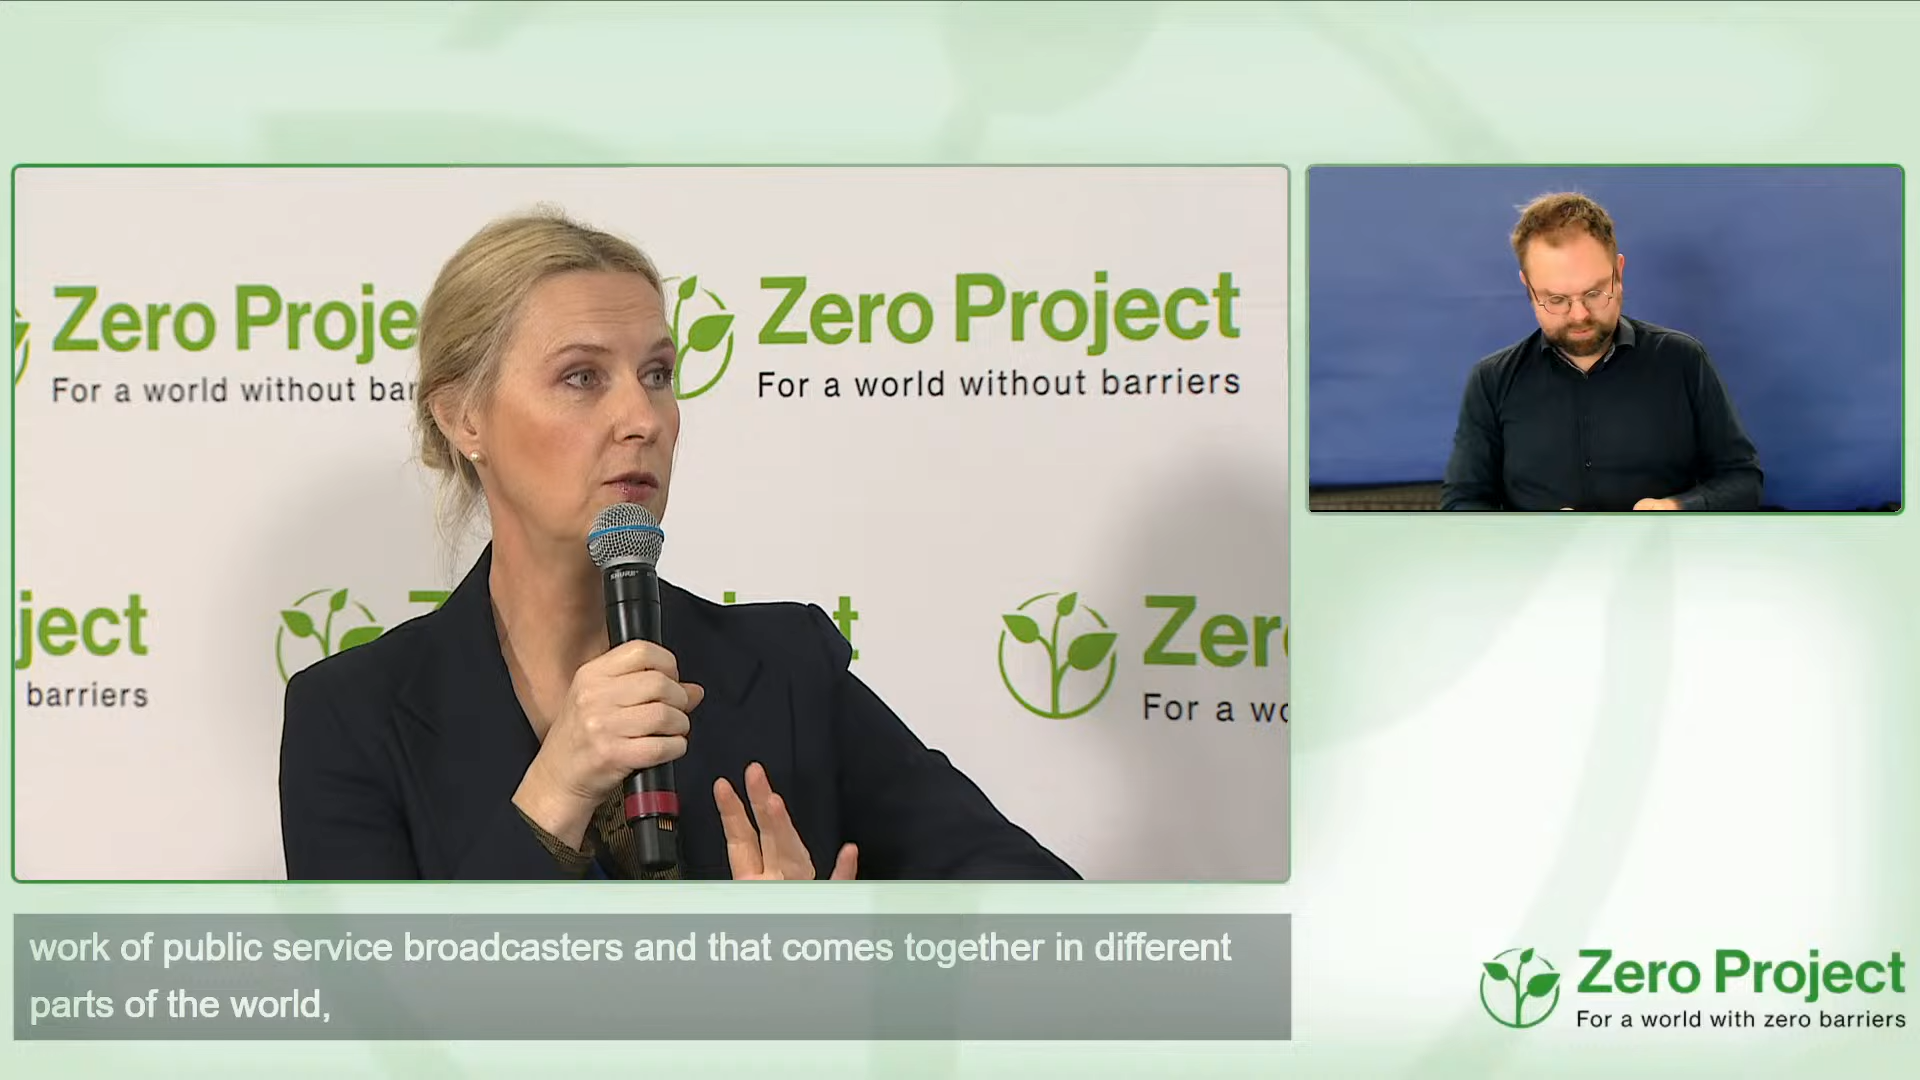 Zero Proje
For a world without bar
Zero Project
For a world without barriers
ject
barriers
Z
t
Zer
For a wo
SHURE
work of public service broadcasters and that comes together in different
parts of the world,
Zero Project
For a world with zero barriers